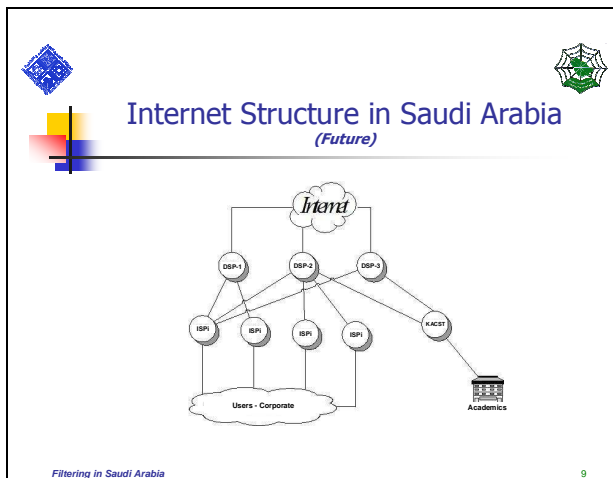 Internet Structure in Saudi Arabia
(Future)
Internet
DSP-1
DSP-2
DSP-3
ISPi
ISPi
ISPi
ISPi
KACST
Users - Corporate
Academics
Filtering in Saudi Arabia
9